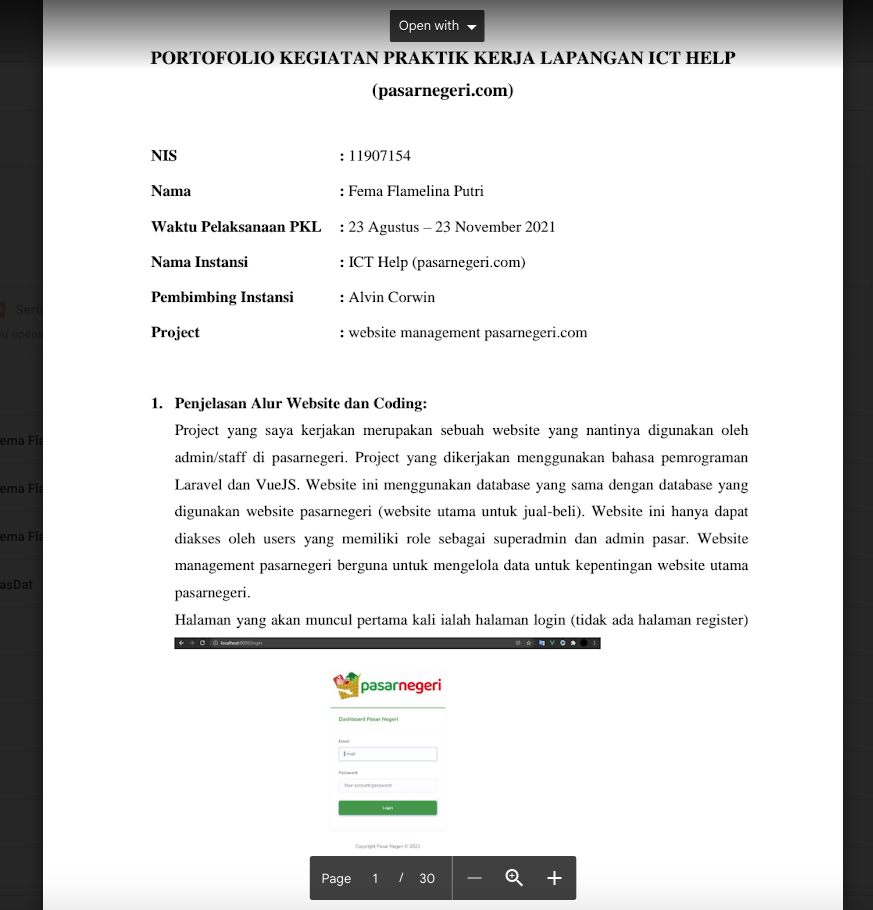 Open with
PORTOFOLIO KEGIATAN PRAKTIK KERJA LAPANGAN ICT HELP
(pasarnegeri.com)
NIS : 11907154
Nama : Fema Flamelina Putri
Waktu Pelaksanaan PKL : 23 Agustus – 23 November 2021
Nama Instansi : ICT Help (pasarnegeri.com)
Pembimbing Instansi : Alvin Corwin
Project : website management pasarnegeri.com
Serti
ou opene
ema Fla
ema Fla
ema Fla
asDat
1. Penjelasan Alur Website dan Coding:
Project yang saya kerjakan merupakan sebuah website yang nantinya digunakan oleh
admin/staff di pasarnegeri. Project yang dikerjakan menggunakan bahasa pemrograman
Laravel dan VueJS. Website ini menggunakan database yang sama dengan database yang
digunakan website pasarnegeri (website utama untuk jual-beli). Website ini hanya dapat
diakses oleh users yang memiliki role sebagai superadmin dan admin pasar. Website
management pasarnegeri berguna untuk mengelola data untuk kepentingan website utama
pasarnegeri.
Halaman yang akan muncul pertama kali ialah halaman login (tidak ada halaman register)
pasarnegeri
Dashboard Pasar Negeri
Email
Email
Password
Your account password
Login
Copyright Pasar Negeri © 2021
Page 1 / 30